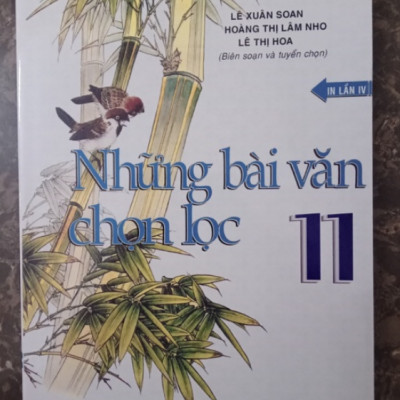 LÊ XUÂN SOAN
HOÀNG THỊ LÂM NHO
LÊ THỊ HOA
(Biên soạn và tuyển chọn)
IN LẦN IV
Những bài văn
chọn lọc 11